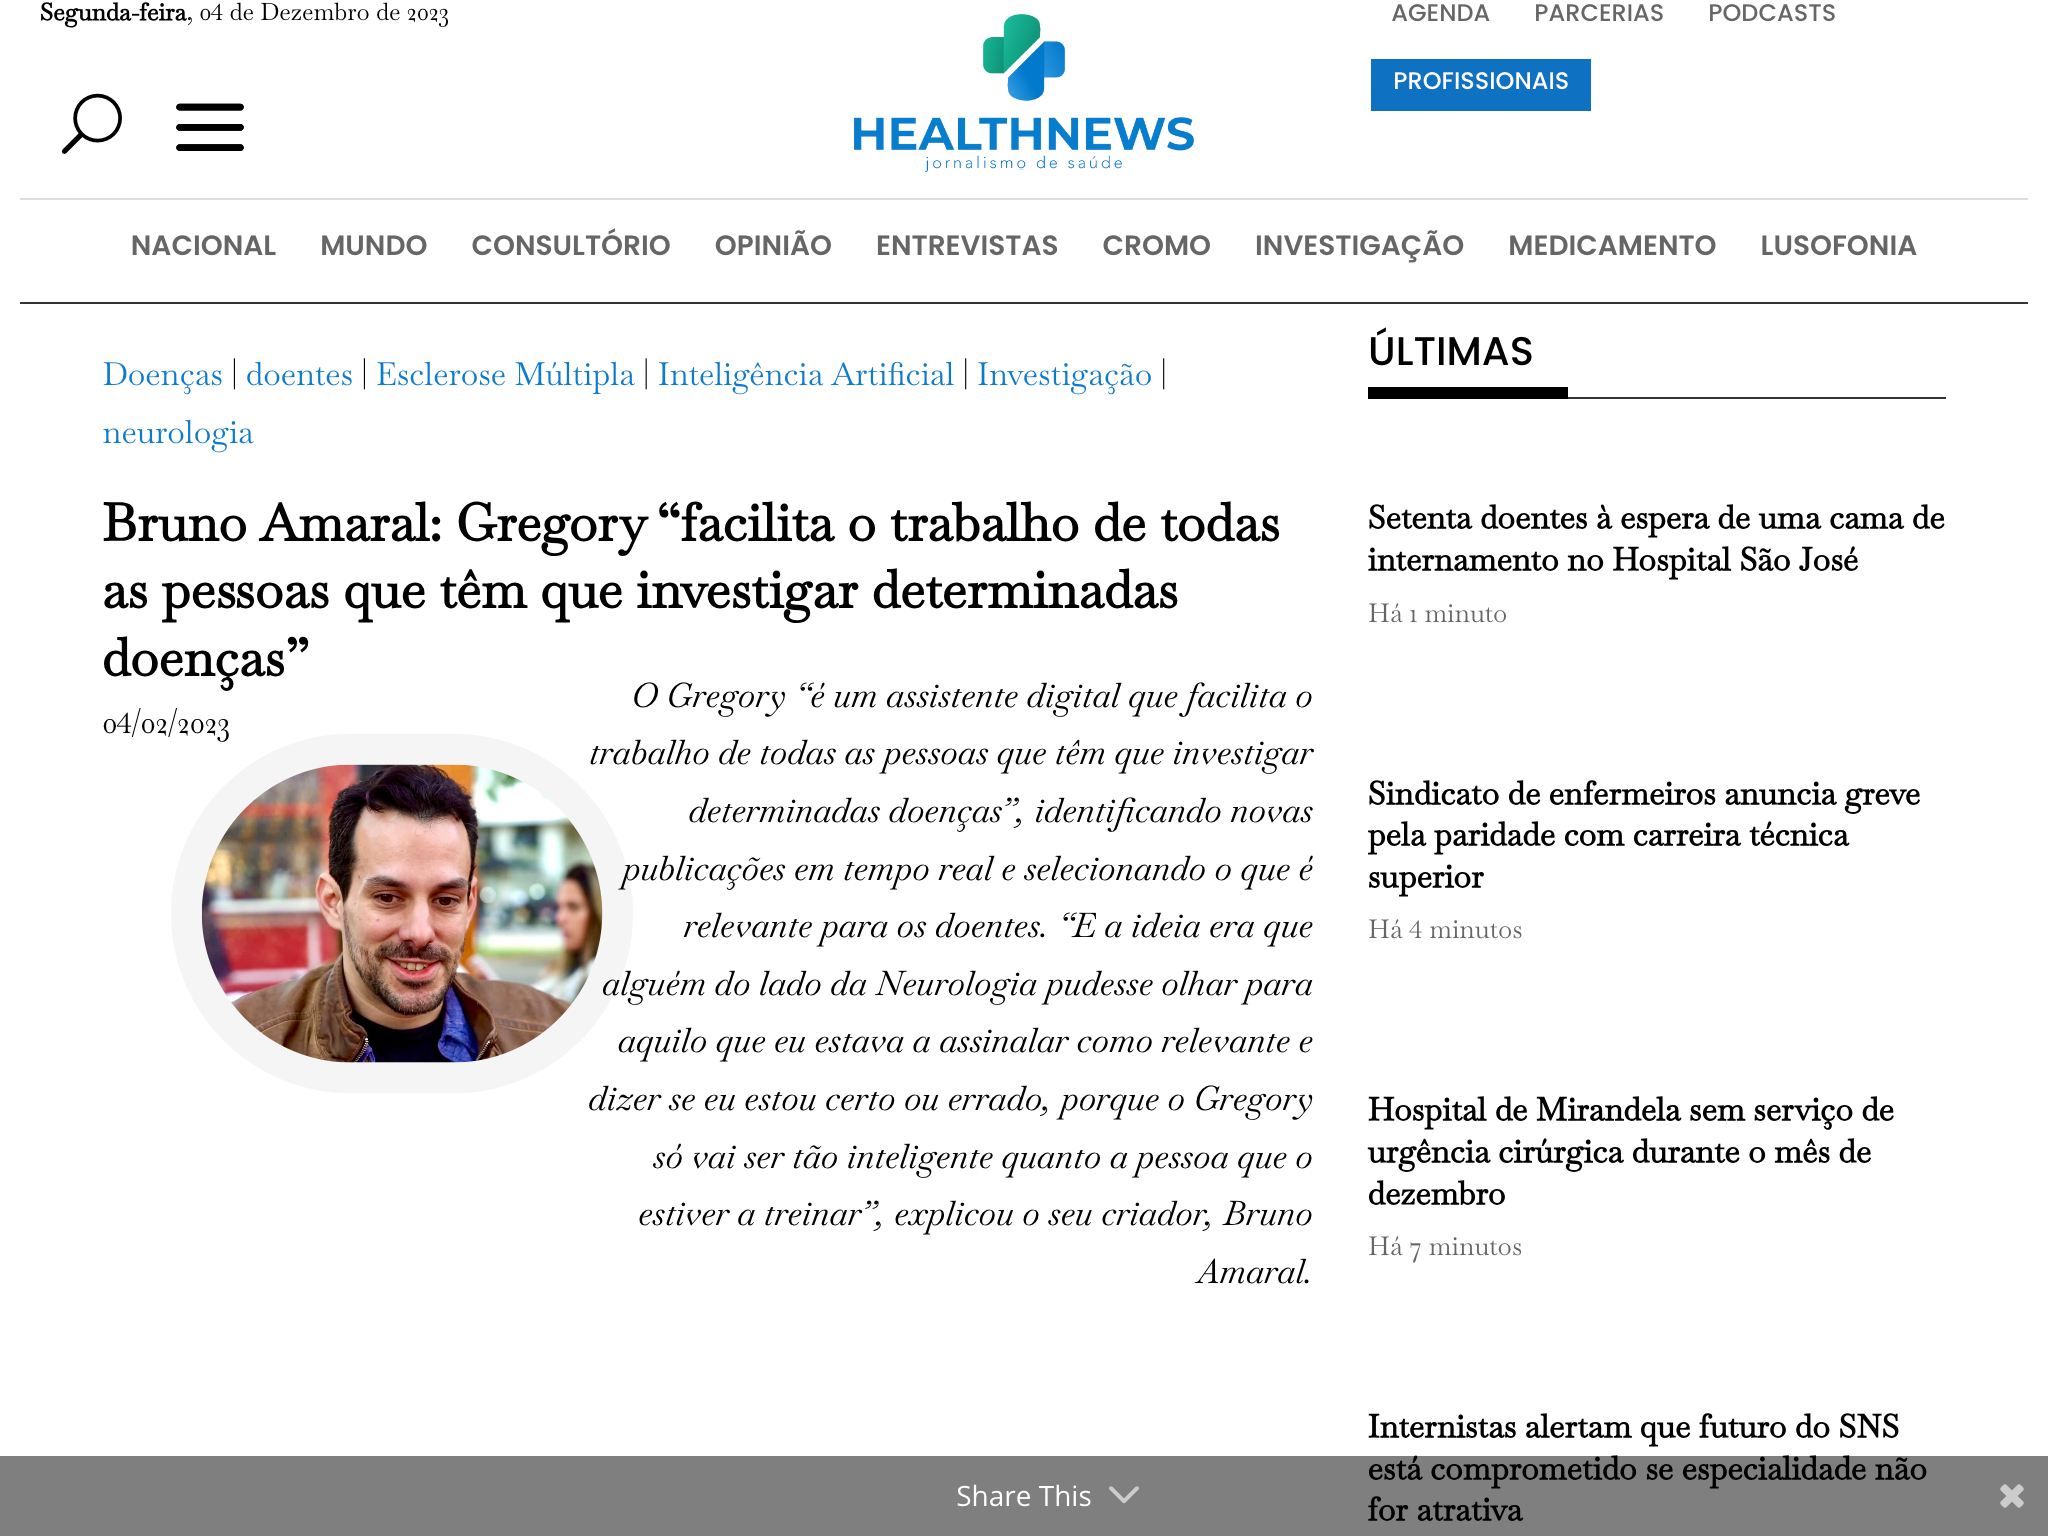 Segunda-feira, 04 de Dezembro de 2023
AGENDA PARCERIAS PODCASTS
PROFISSIONAIS
HEALTHNEWS
jornalismo de saúde
NACIONAL MUNDO CONSULTÓRIO OPINIÃO ENTREVISTAS CROMO INVESTIGAÇÃO MEDICAMENTO LUSOFONIA
Doenças | doentes | Esclerose Múltipla | Inteligência Artificial | Investigação |
neurologia
Bruno Amaral: Gregory “facilita o trabalho de todas
as pessoas que têm que investigar determinadas
doenças”
04/02/2023
O Gregory “é um assistente digital que facilita o
trabalho de todas as pessoas que têm que investigar
determinadas doenças”, identificando novas
publicações em tempo real e selecionando o que é
relevante para os doentes. “E a ideia era que
alguém do lado da Neurologia pudesse olhar para
aquilo que eu estava a assinalar como relevante e
dizer se eu estou certo ou errado, porque o Gregory
só vai ser tão inteligente quanto a pessoa que o
estiver a treinar”, explicou o seu criador, Bruno
Amaral.
ÚLTIMAS
Setenta doentes à espera de uma cama de
internamento no Hospital São José
Há 1 minuto
Sindicato de enfermeiros anuncia greve
pela paridade com carreira técnica
superior
Há 4 minutos
Hospital de Mirandela sem serviço de
urgência cirúrgica durante o mês de
dezembro
Há 7 minutos
Internistas alertam que futuro do SNS
está comprometido se especialidade não
for atrativa
Share This